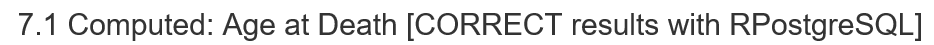 7.1 Computed: Age at Death [CORRECT results with RPostgreSQL]